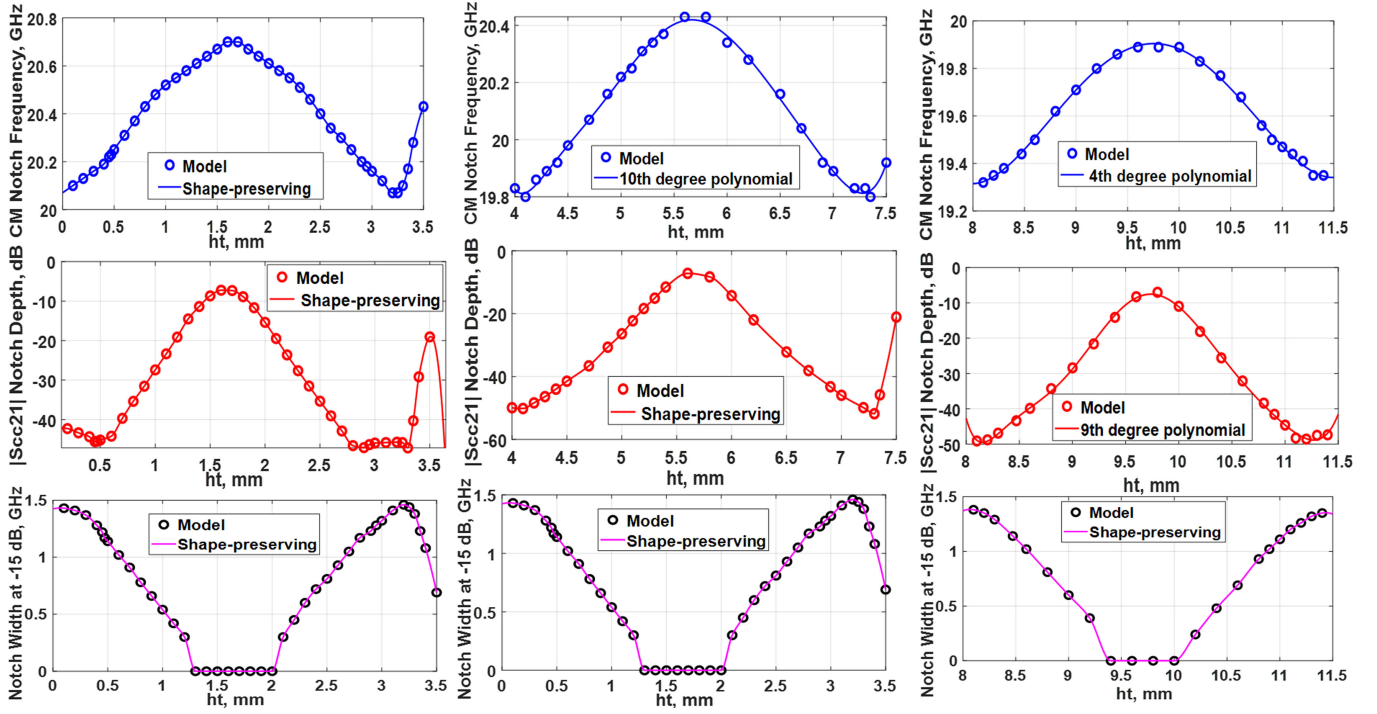 CM Notch Frequency, GHz
20.8
20.6
20.4
20.2
20
Model
Shape-preserving
0 0.5 1 1.5 2 2.5 3 3.5
ht, mm
CM Notch Frequency, GHz
20.4
20.2
20
19.8
Model
10th degree polynomial
4 4.5 5 5.5 6 6.5 7 7.5
ht, mm
CM Notch Frequency, GHz
20
19.8
19.6
19.4
19.2
Model
4th degree polynomial
8 8.5 9 9.5 10 10.5 11 11.5
ht, mm
|Scc21| Notch Depth, dB
0
-10
-20
-30
-40
Model
Shape-preserving
0.5 1 1.5 2 2.5 3 3.5
ht, mm
|Scc21| Notch Depth, dB
0
-20
-40
-60
Model
Shape-preserving
4 4.5 5 5.5 6 6.5 7 7.5
ht, mm
|Scc21| Notch Depth, dB
0
-10
-20
-30
-40
-50
Model
9th degree polynomial
8 8.5 9 9.5 10 10.5 11 11.5
ht, mm
Notch Width at -15 dB, GHz
1.5
1
0.5
0
Model
Shape-preserving
0 0.5 1 1.5 2 2.5 3 3.5
ht, mm
Notch Width at -15 dB, GHz
1.5
1
0.5
0
Model
Shape-preserving
0 0.5 1 1.5 2 2.5 3 3.5
ht, mm
Notch Width at -15 dB, GHz
1.5
1
0.5
0
Model
Shape-preserving
8 8.5 9 9.5 10 10.5 11 11.5
ht, mm